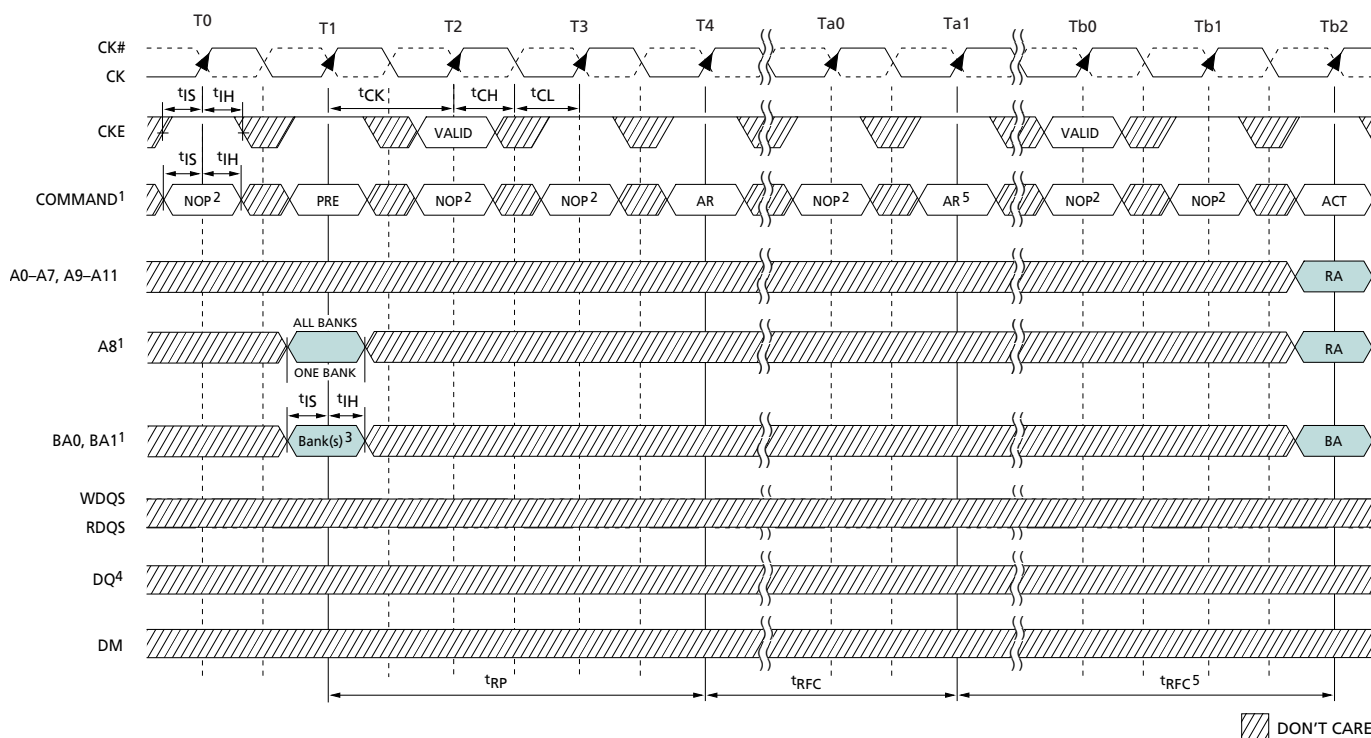 T0 T1 T2 T3 T4 Ta0 Ta1 Tb0 Tb1 Tb2
CK#
CK
tIS tIH tCK tCH tCL
CKE VALID VALID
tIS tIH
COMMAND1 NOP2 PRE NOP2 NOP2 AR NOP2 AR5 NOP2 NOP2 ACT
A0–A7, A9–A11 RA
ALL BANKS
A81 RA
ONE BANK
tIS tIH
BA0, BA11 Bank(s)3 BA
WDQS
RDQS
DQ4
DM
tRP tRFC tRFC5
DON'T CARE